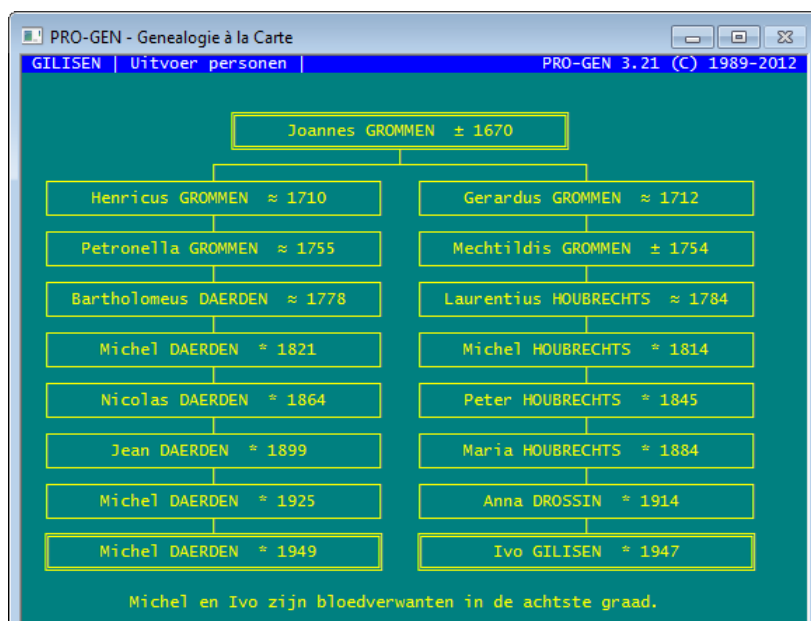 PRO-GEN - Genealogie à la Carte
GILISEN | Uitvoer personen | PRO-GEN 3.21 (C) 1989-2012
Joannes GROMMEN ± 1670
Henricus GROMMEN ≈ 1710 Gerardus GROMMEN ≈ 1712
Petronella GROMMEN ≈ 1755 Mechtildis GROMMEN ± 1754
Bartholomeus DAERDEN ≈ 1778 Laurentius HOUBRECHTS ≈ 1784
Michel DAERDEN * 1821 Michel HOUBRECHTS * 1814
Nicolas DAERDEN * 1864 Peter HOUBRECHTS * 1845
Jean DAERDEN * 1899 Maria HOUBRECHTS * 1884
Michel DAERDEN * 1925 Anna DROSSIN * 1914
Michel DAERDEN * 1949 Ivo GILISEN * 1947
Michel en Ivo zijn bloedverwanten in de achtste graad.